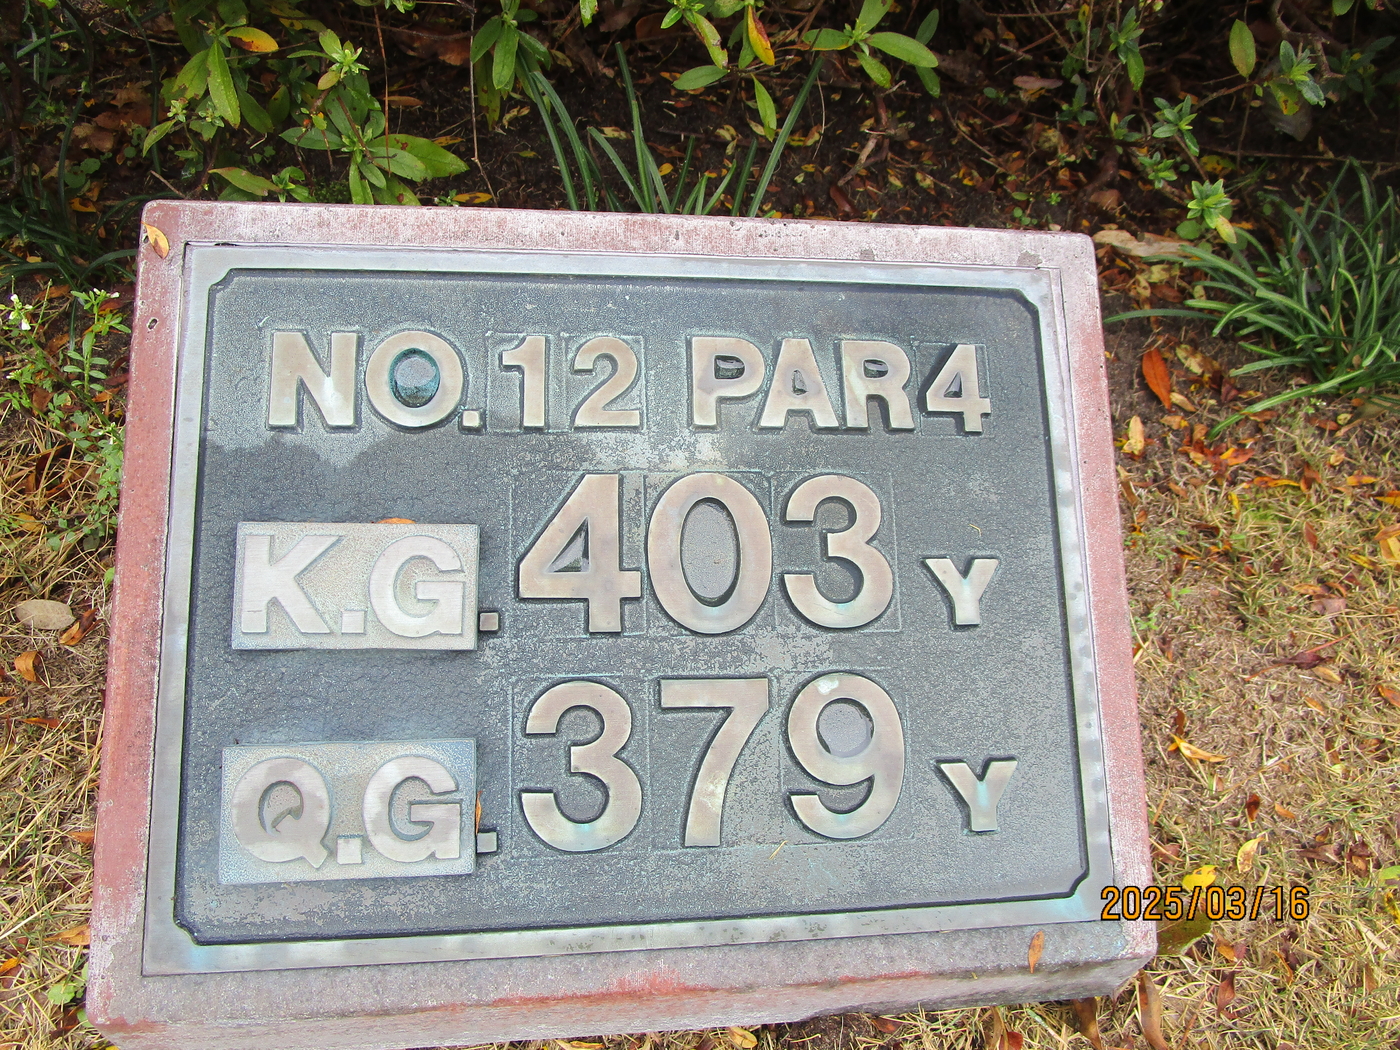 NO.12 PAR4
K.G. 403 Y
Q.G. 379 Y
2025/03/16